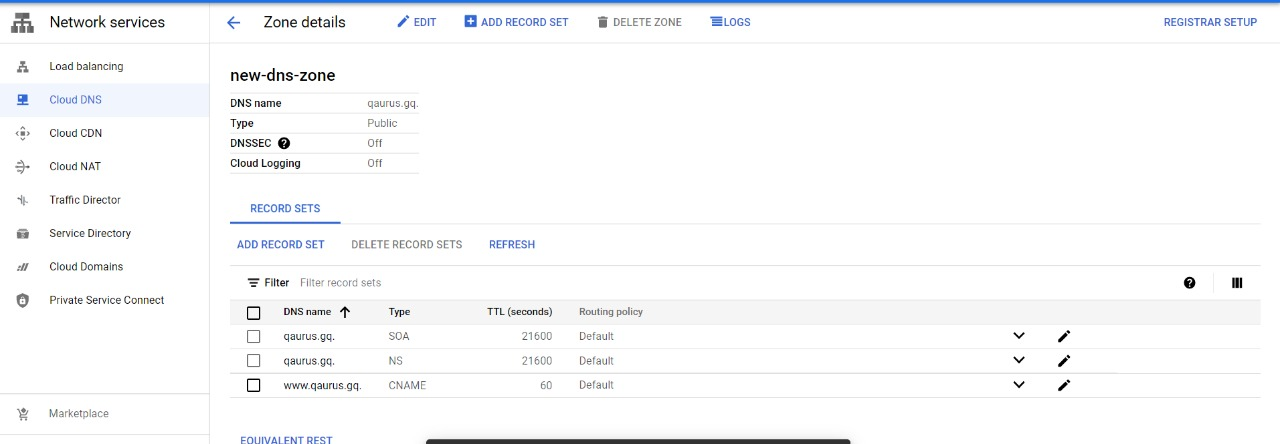 Network services
Zone details
EDIT
ADD RECORD SET
DELETE ZONE
LOGS
REGISTRAR SETUP
Load balancing
Cloud DNS
Cloud CDN
Cloud NAT
Traffic Director
Service Directory
Cloud Domains
Private Service Connect
Marketplace
new-dns-zone
DNS name qaurus.gq.
Type Public
DNSSEC ? Off
Cloud Logging Off
RECORD SETS
ADD RECORD SET DELETE RECORD SETS REFRESH
Filter Filter record sets ?
DNS name Type TTL (seconds) Routing policy
qaurus.gq. SOA 21600 Default
qaurus.gq. NS 21600 Default
www.qaurus.gq. CNAME 60 Default
EQUIVALENT REST